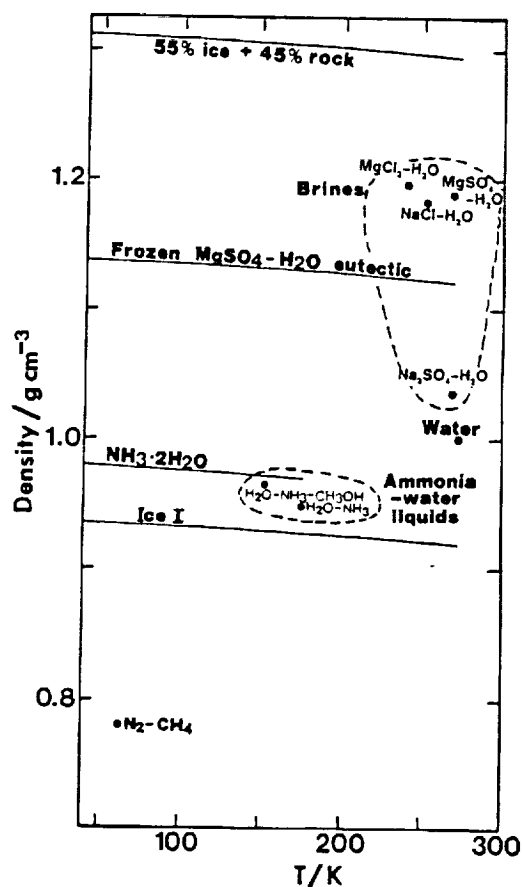 55% ice + 45% rock
MgCl₂-H₂O
MgSO₄
-H₂O
Brines
NaCl-H₂O
1.2
Frozen MgSO₄-H₂O eutectic
Density/g cm⁻³
Na₂SO₄-H₂O
1.0
Water
NH₃·2H₂O
H₂O-NH₃-CH₃OH
H₂O-NH₃
Ammonia
-water
liquids
Ice I
0.8
N₂-CH₄
100
200
300
T/K